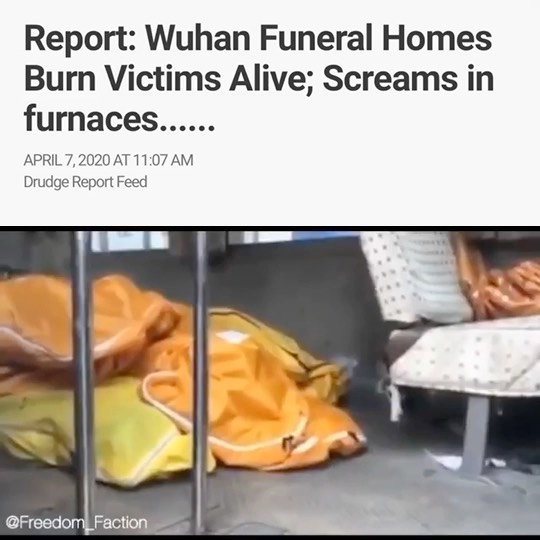 Report: Wuhan Funeral Homes
Burn Victims Alive; Screams in
furnaces......
APRIL 7, 2020 AT 11:07 AM
Drudge Report Feed
@Freedom_Faction